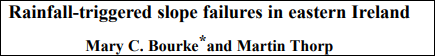 Rainfall-triggered slope failures in eastern Ireland
Mary C. Bourke*and Martin Thorp